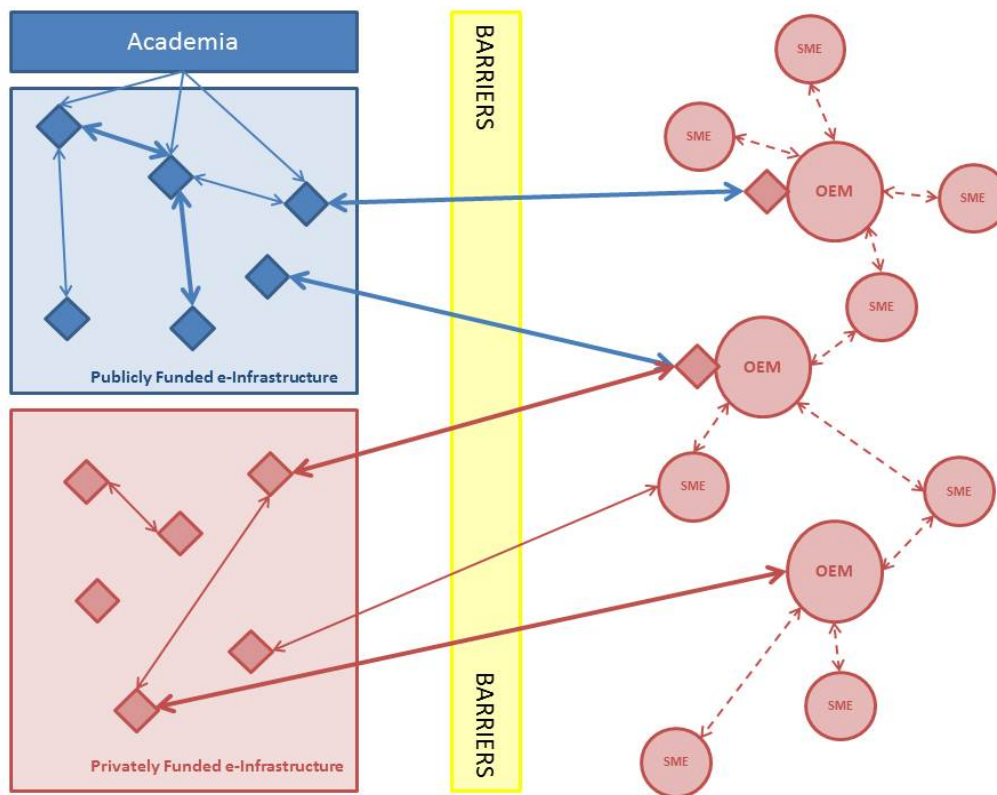 Academia
BARRIERS
SME
SME
OEM
SME
SME
Publicly Funded e-Infrastructure
OEM
SME
SME
OEM
SME
SME
BARRIERS
Privately Funded e-Infrastructure